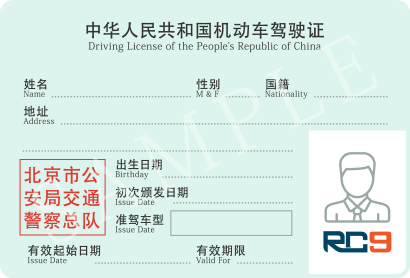 中华人民共和国机动车驾驶证
Driving License of the People's Republic of China
姓名 性别 国籍
Name M & F Nationality
地址
Address
SAMPLE
出生日期
Birthday
北京市公
安局交通
警察总队
初次颁发日期
Issue Date
准驾车型
Issue Date
RC9
有效起始日期 有效期限
Issue Date Valid For